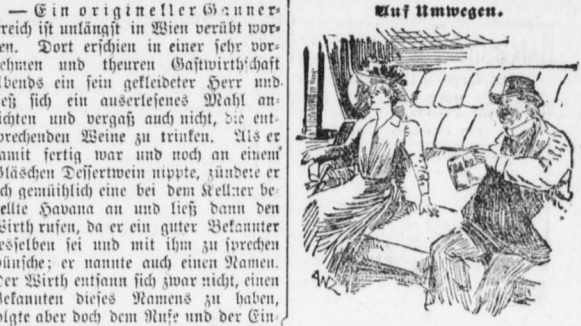 — Ein origineller Gauner-
reich ist unlängst in Wien verübt wor-
en. Dort erschien in einer sehr vor-
ehmen und theuren Gastwirthschaft
bends ein fein gekleideter Herr und
eß sich ein auserlesenes Mahl an-
ichten und vergaß auch nicht, die ent-
prechenden Weine zu trinken. Als er
amit fertig war und noch an einem
läschen Dessertwein nippte, zündete er
ch gemüthlich eine bei dem Kellner be-
ellte Havana an und ließ dann den
Wirth rufen, da er ein guter Bekannter
esselben sei und mit ihm zu sprechen
ünsche; er nannte auch einen Namen.
Der Wirth entsann sich zwar nicht, einen
Bekannten dieses Namens zu haben,
olgte aber doch dem Rufe und der Ein-
Auf Umwegen.